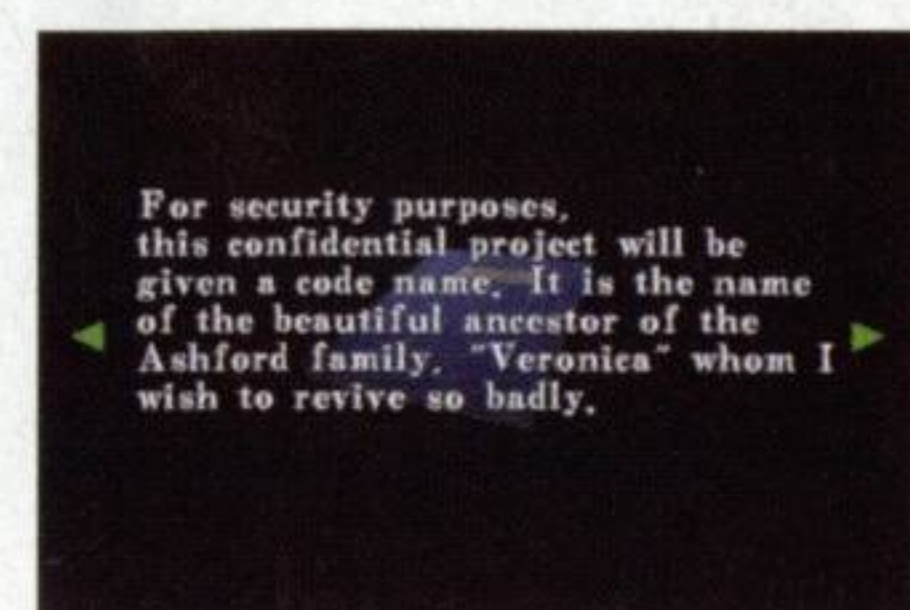 For security purposes,
this confidential project will be
given a code name. It is the name
of the beautiful ancestor of the
Ashford family. "Veronica" whom I
wish to revive so badly.